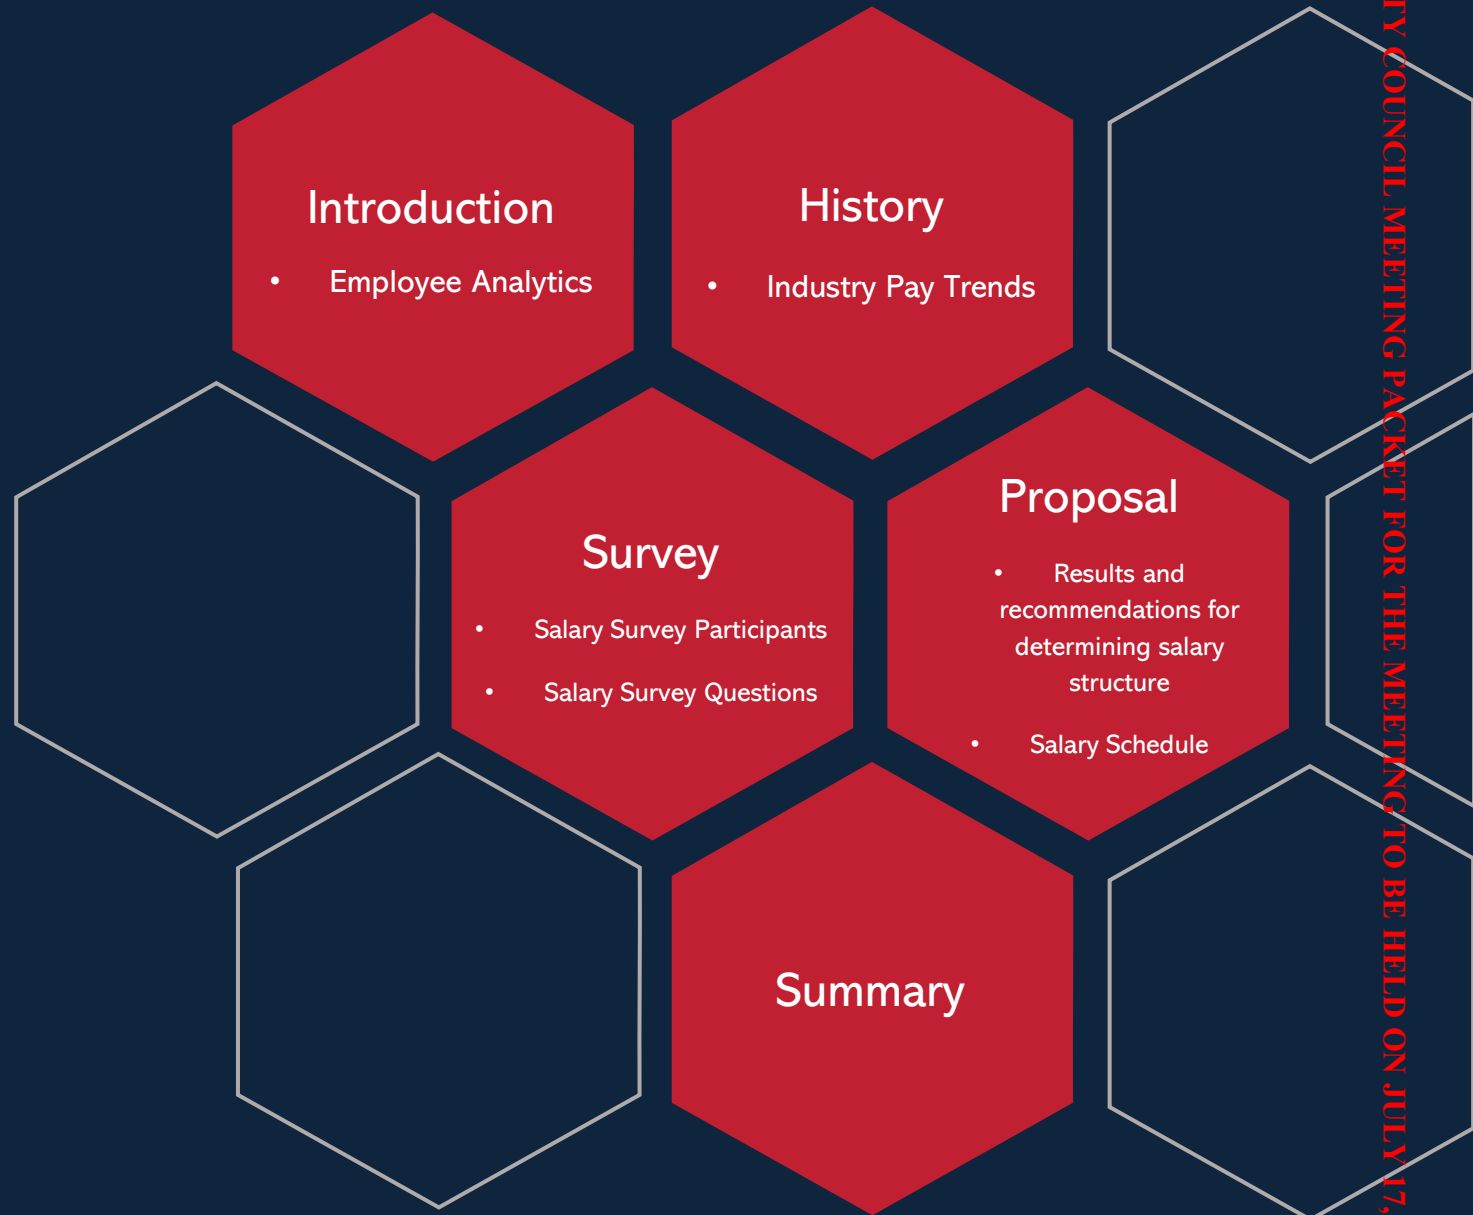 Introduction
• Employee Analytics
History
• Industry Pay Trends
Survey
• Salary Survey Participants
• Salary Survey Questions
Proposal
• Results and
recommendations for
determining salary
structure
• Salary Schedule
Summary
TY COUNCIL MEETING PACKET FOR THE MEETING TO BE HELD ON JULY 17,